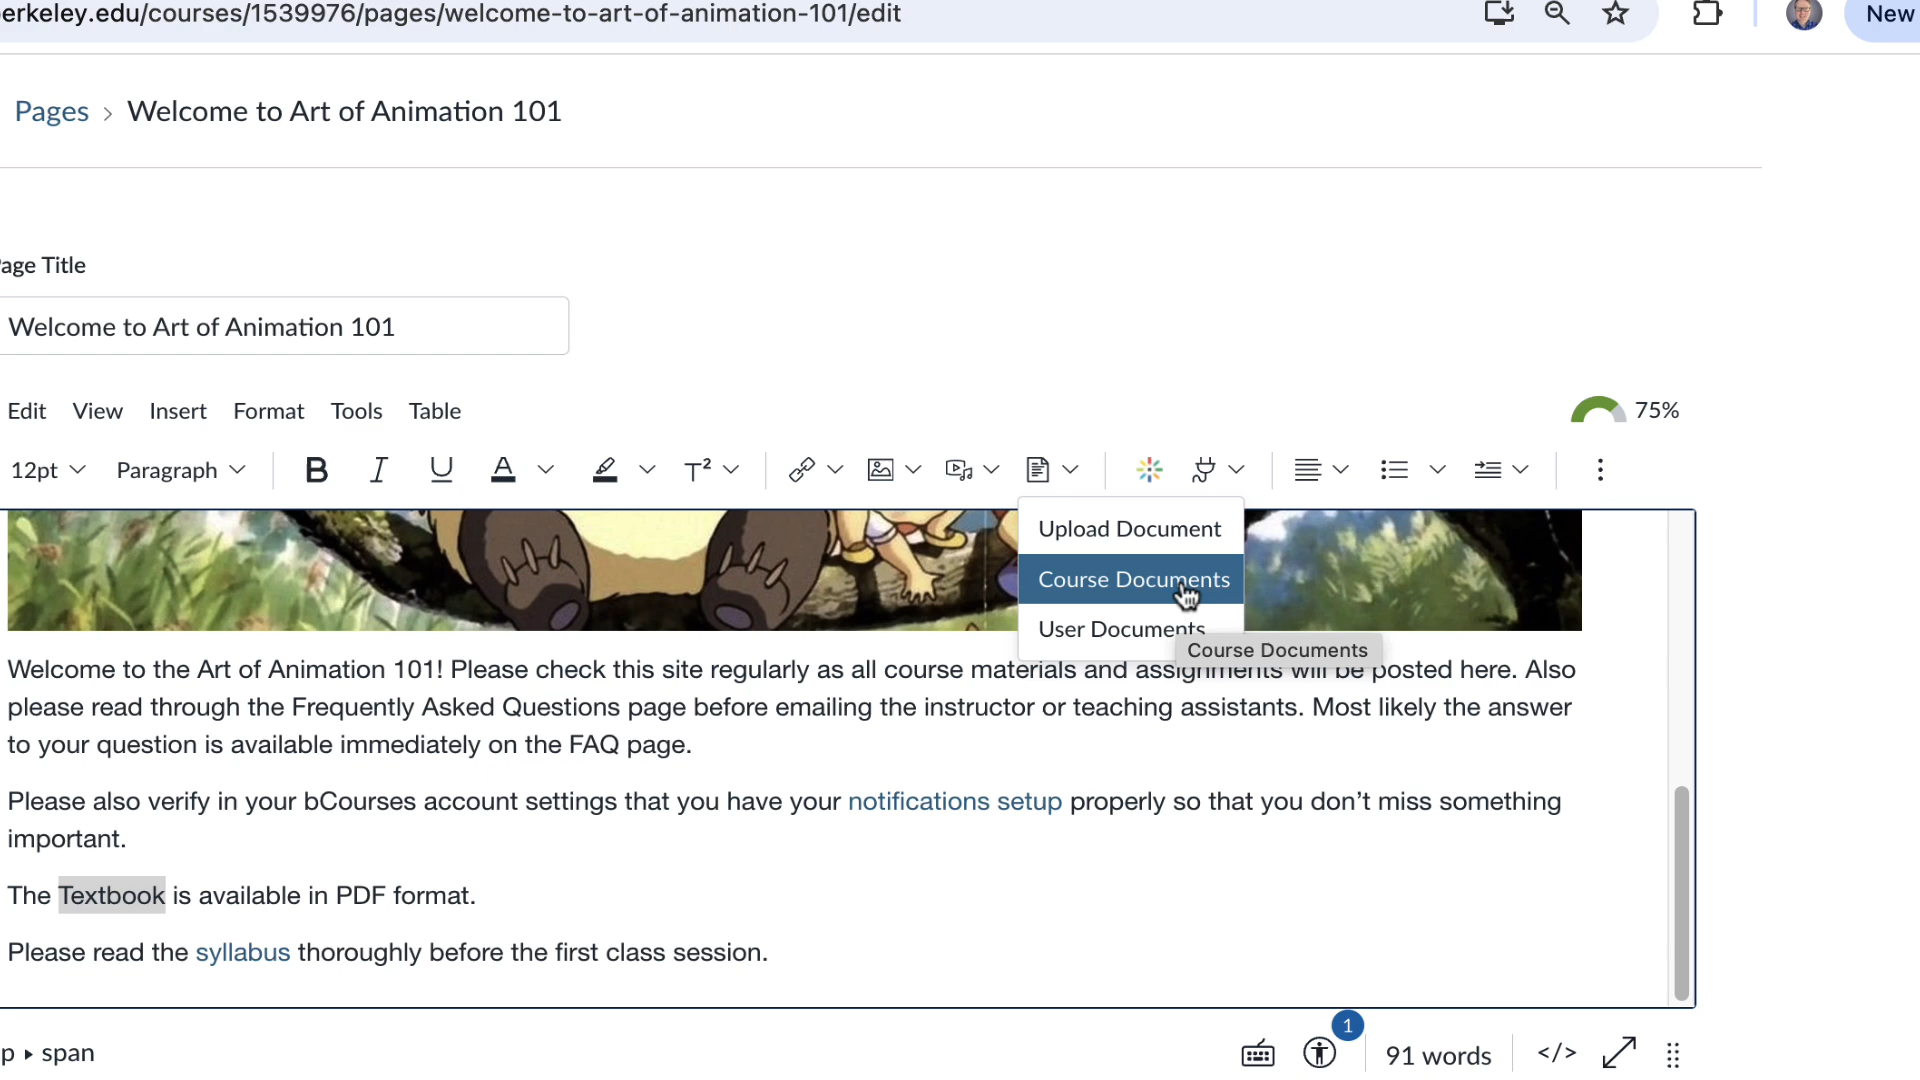 erkeley.edu/courses/1539976/pages/welcome-to-art-of-animation-101/edit
New
Pages > Welcome to Art of Animation 101
age Title
Welcome to Art of Animation 101
Edit View Insert Format Tools Table
75%
12pt Paragraph B I U A T²
Upload Document
Course Documents
User Documents
Course Documents
Welcome to the Art of Animation 101! Please check this site regularly as all course materials and assignments will be posted here. Also
please read through the Frequently Asked Questions page before emailing the instructor or teaching assistants. Most likely the answer
to your question is available immediately on the FAQ page.
Please also verify in your bCourses account settings that you have your notifications setup properly so that you don’t miss something
important.
The Textbook is available in PDF format.
Please read the syllabus thoroughly before the first class session.
p ▸ span
1
91 words </>